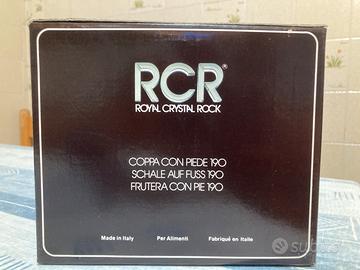 RCR®
ROYAL CRYSTAL ROCK
COPPA CON PIEDE 190
SCHALE AUF FUSS 190
FRUTERA CON PIE 190
Made in Italy Per Alimenti Fabriqué en Italie
subito